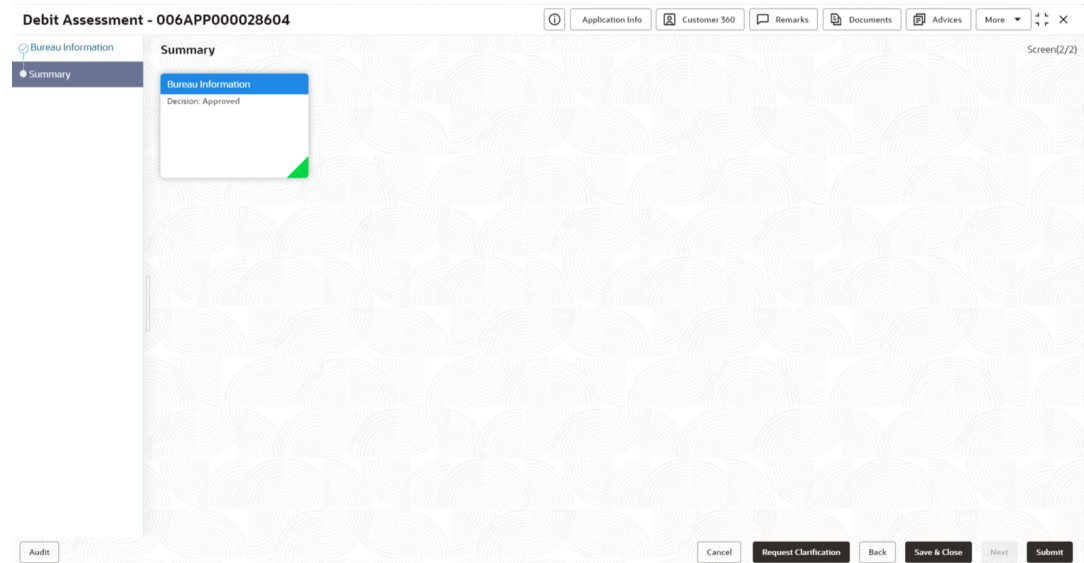 Debit Assessment - 006APP000028604
Application Info
Customer 360
Remarks
Documents
Advices
More
Bureau Information
Summary
Summary
Screen(2/2)
Bureau Information
Decision: Approved
Audit
Cancel
Request Clarification
Back
Save & Close
Next
Submit